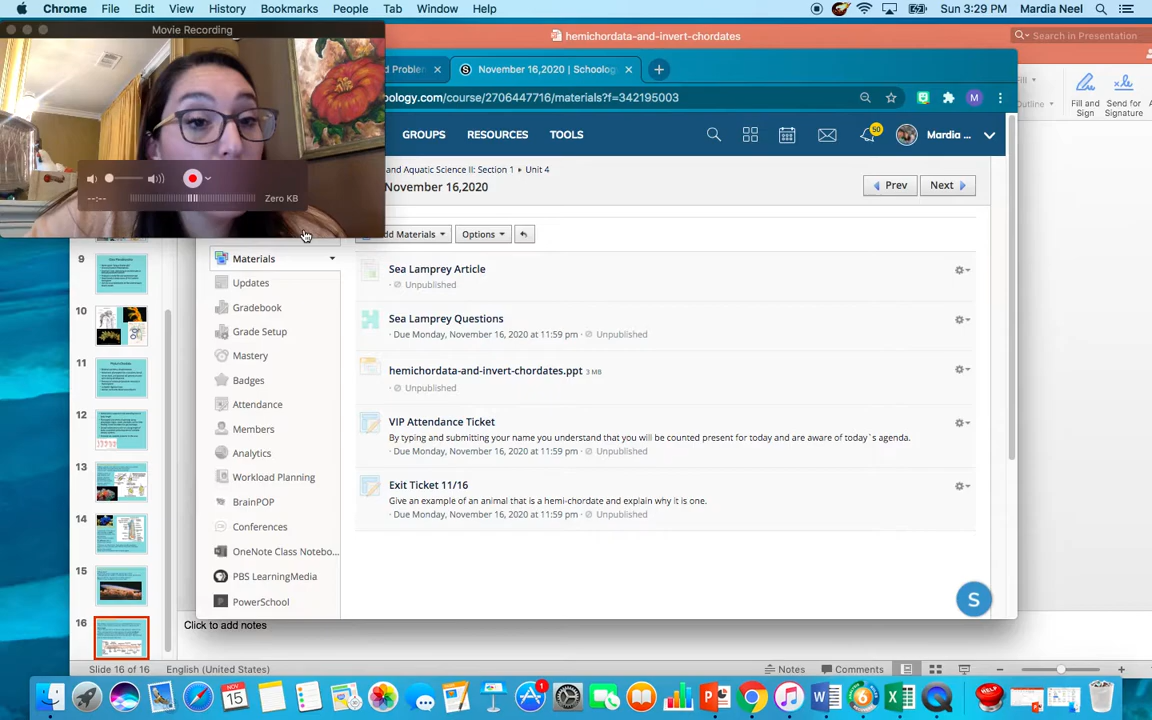 Chrome File Edit View History Bookmarks People Tab Window Help Sun 3:29 PM Mardia Neel
Movie Recording
hemichordata-and-invert-chordates
Search in Presentation
d Problem
November 16,2020 | Schoolog
ology.com/course/2706447716/materials?f=342195003
M
Fill
Outline
Fill and Sign
Send for Signature
GROUPS RESOURCES TOOLS
50
Mardia ...
--:-- Zero KB
and Aquatic Science II: Section 1 Unit 4
November 16,2020
Prev Next
dd Materials Options
Materials
Updates
Gradebook
Grade Setup
Mastery
Badges
Attendance
Members
Analytics
Workload Planning
BrainPOP
Conferences
OneNote Class Notebo...
PBS LearningMedia
PowerSchool
Sea Lamprey Article
Unpublished
Sea Lamprey Questions
Due Monday, November 16, 2020 at 11:59 pm Unpublished
hemichordata-and-invert-chordates.ppt 3 MB
Unpublished
VIP Attendance Ticket
By typing and submitting your name you understand that you will be counted present for today and are aware of today`s agenda.
Due Monday, November 16, 2020 at 11:59 pm Unpublished
Exit Ticket 11/16
Give an example of an animal that is a hemi-chordate and explain why it is one.
Due Monday, November 16, 2020 at 11:59 pm Unpublished
S
9
10
11
12
13
14
15
16
Click to add notes
Slide 16 of 16 English (United States) Notes Comments
NOV
15
1
6
HELP